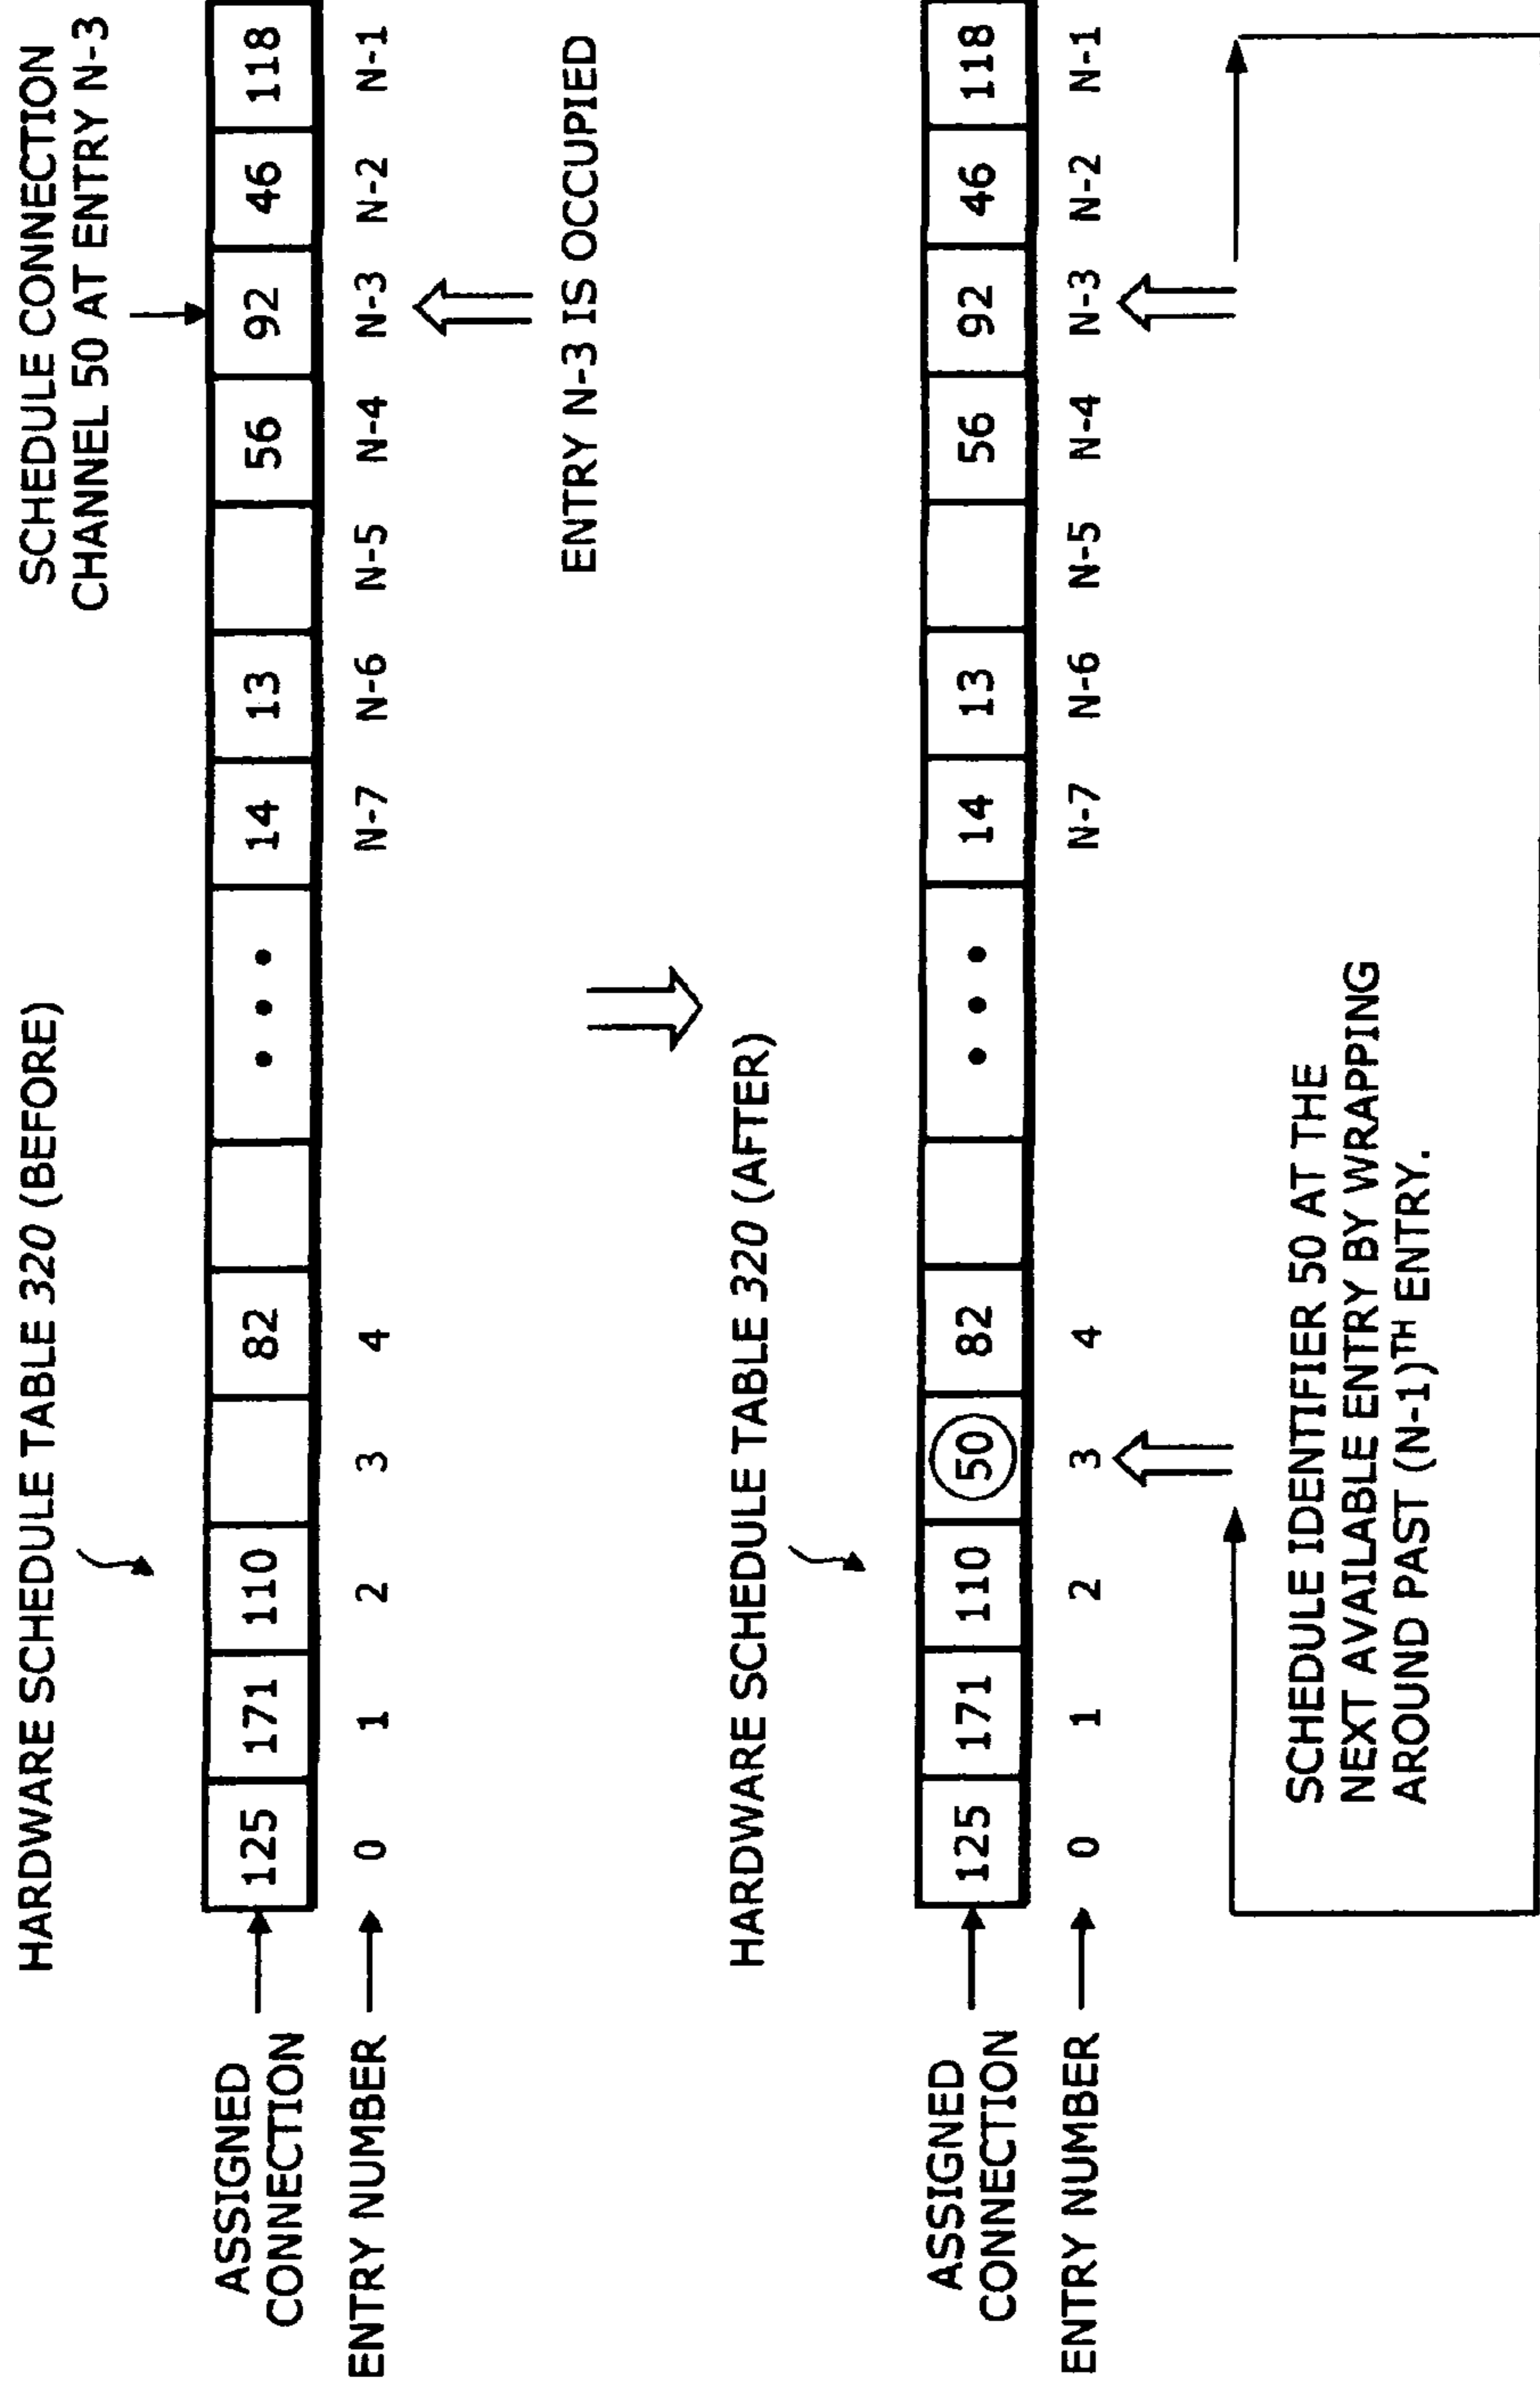 HARDWARE SCHEDULE TABLE 320 (BEFORE)
SCHEDULE CONNECTION
CHANNEL 50 AT ENTRY N-3
ASSIGNED
CONNECTION
125 171 110 82 • • • 14 13 56 92 46 118
ENTRY NUMBER
0 1 2 3 4 N-7 N-6 N-5 N-4 N-3 N-2 N-1
ENTRY N-3 IS OCCUPIED
HARDWARE SCHEDULE TABLE 320 (AFTER)
ASSIGNED
CONNECTION
125 171 110 50 82 • • • 14 13 56 92 46 118
ENTRY NUMBER
0 1 2 3 4 N-7 N-6 N-5 N-4 N-3 N-2 N-1
SCHEDULE IDENTIFIER 50 AT THE
NEXT AVAILABLE ENTRY BY WRAPPING
AROUND PAST (N-1)TH ENTRY.